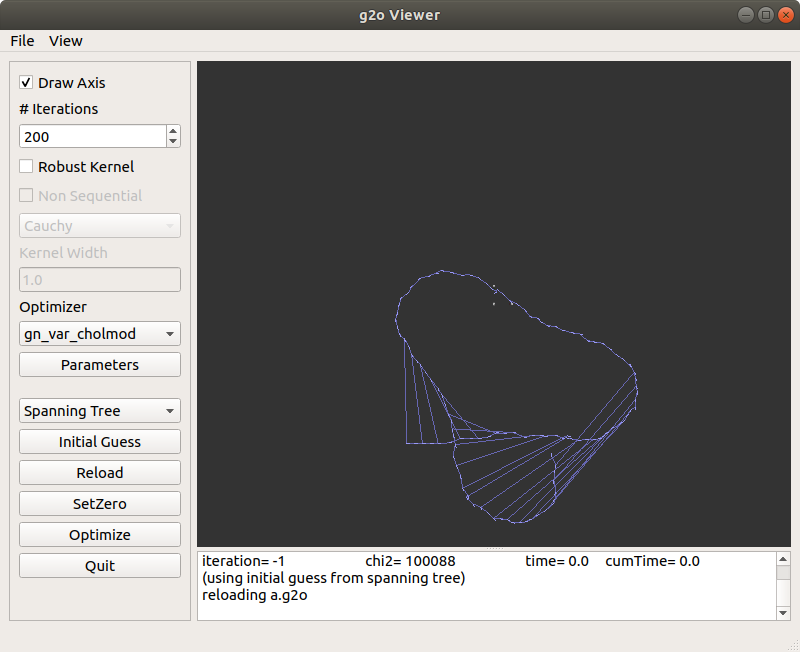 g2o Viewer
File View
Draw Axis
# Iterations
200
Robust Kernel
Non Sequential
Cauchy
Kernel Width
1.0
Optimizer
gn_var_cholmod
Parameters
Spanning Tree
Initial Guess
Reload
SetZero
Optimize
Quit
iteration= -1 chi2= 100088 time= 0.0 cumTime= 0.0
(using initial guess from spanning tree)
reloading a.g2o